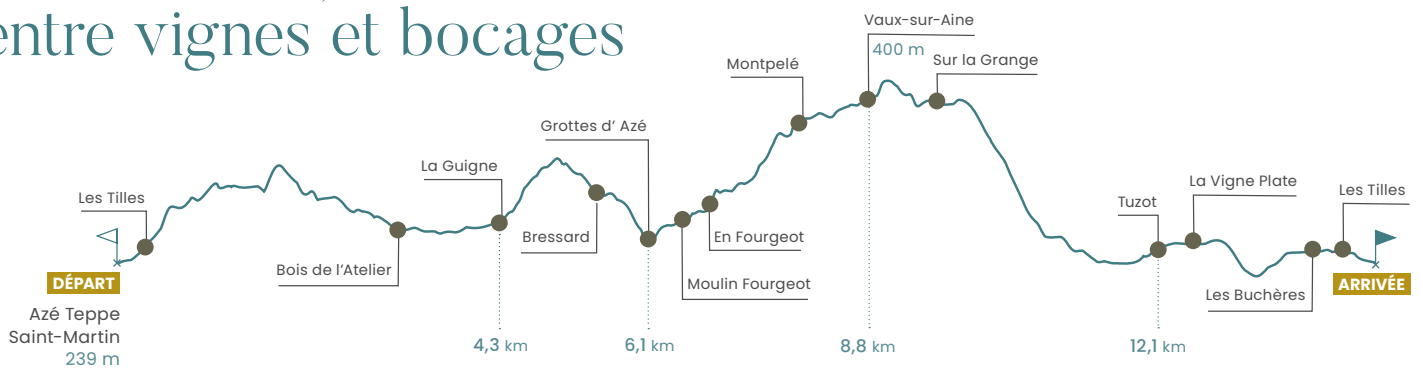 entre vignes et bocages
Vaux-sur-Aine
400 m
Sur la Grange
Montpelé
Grottes d’ Azé
La Guigne
Les Tilles
La Vigne Plate
Les Tilles
Tuzot
Bressard
En Fourgeot
Bois de l’Atelier
Moulin Fourgeot
Les Buchères
DÉPART
ARRIVÉE
Azé Teppe
Saint-Martin
239 m
4,3 km
6,1 km
8,8 km
12,1 km